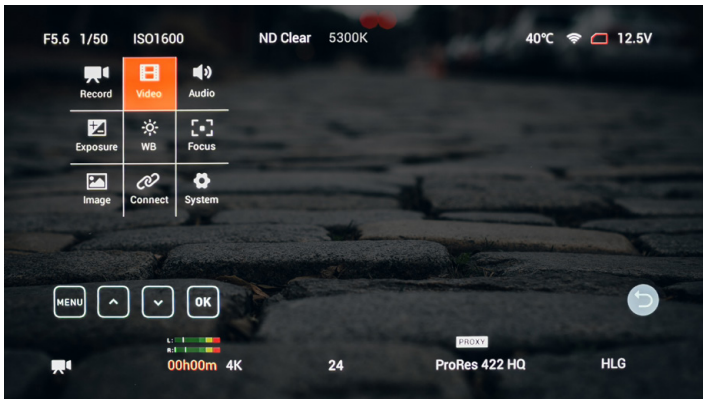 F5.6 1/50 ISO1600 ND Clear 5300K 40℃ 12.5V
Record Video Audio
Exposure WB Focus
Image Connect System
MENU OK
L:
R:
PROXY
00h00m 4K 24 ProRes 422 HQ HLG